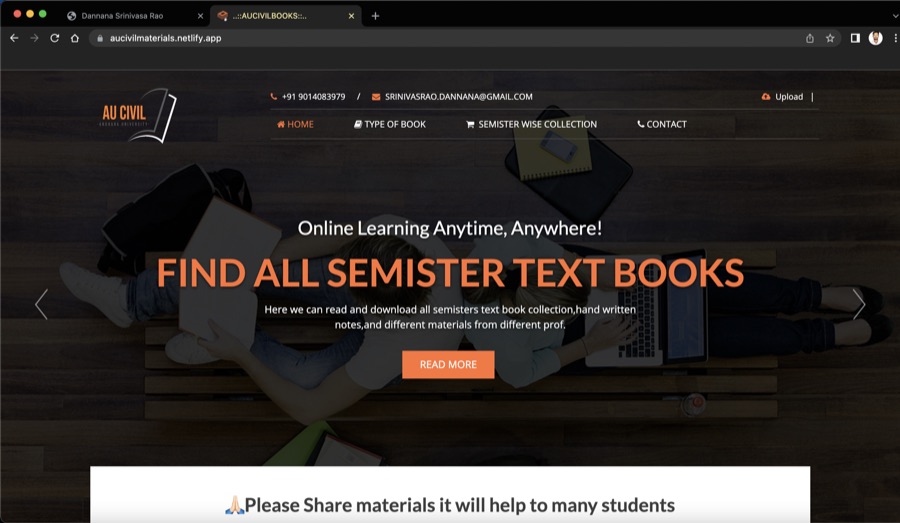 Dannana Srinivasa Rao
..::AUCIVILBOOKS::..
aucivilmaterials.netlify.app
AU CIVIL
ANDHRA UNIVERSITY
+91 9014083979 / SRINIVASRAO.DANNANA@GMAIL.COM
Upload |
HOME
TYPE OF BOOK
SEMISTER WISE COLLECTION
CONTACT
Online Learning Anytime, Anywhere!
FIND ALL SEMISTER TEXT BOOKS
Here we can read and download all semisters text book collection,hand written
notes,and different materials from different prof.
READ MORE
🙏🏻Please Share materials it will help to many students